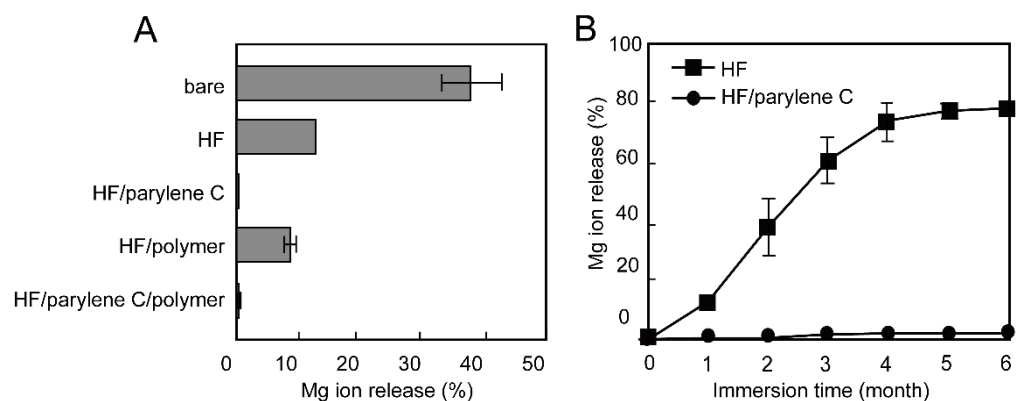 A
bare
HF
HF/parylene C
HF/polymer
HF/parylene C/polymer
0 10 20 30 40 50
Mg ion release (%)
B
100
80
60
40
20
0
Mg ion release (%)
HF
HF/parylene C
0 1 2 3 4 5 6
Immersion time (month)